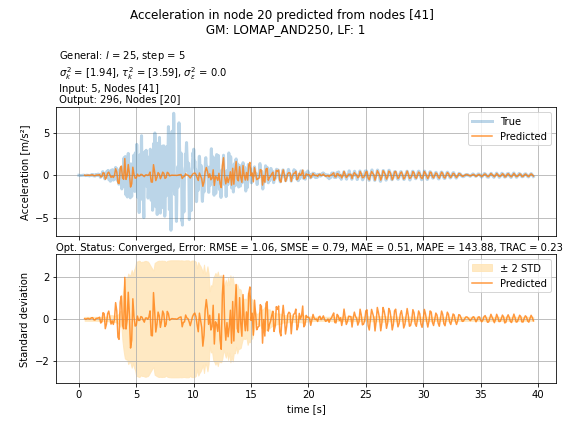 Acceleration in node 20 predicted from nodes [41]
GM: LOMAP_AND250, LF: 1
General: l = 25, step = 5
σ²ₖ = [1.94], τ²ₖ = [3.59], σ²ε = 0.0
Input: 5, Nodes [41]
Output: 296, Nodes [20]
Acceleration [m/s²]
5
0
−5
True
Predicted
Opt. Status: Converged, Error: RMSE = 1.06, SMSE = 0.79, MAE = 0.51, MAPE = 143.88, TRAC = 0.23
Standard deviation
2
0
−2
± 2 STD
Predicted
0 5 10 15 20 25 30 35 40
time [s]